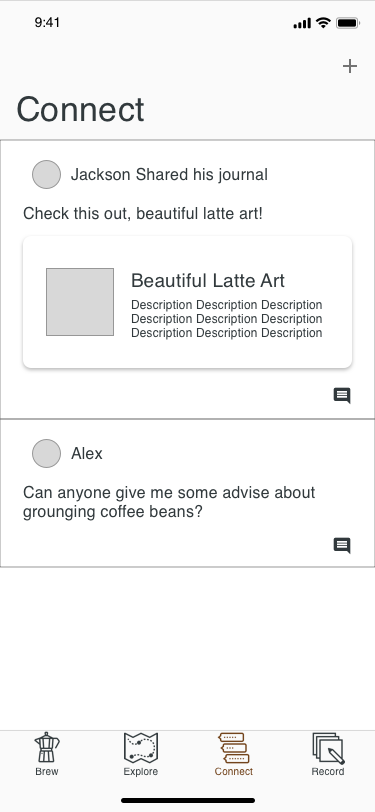 9:41
Connect
Jackson Shared his journal
Check this out, beautiful latte art!
Beautiful Latte Art
Description Description Description
Description Description Description
Description Description Description
Alex
Can anyone give me some advise about
grounging coffee beans?
Brew
Explore
Connect
Record